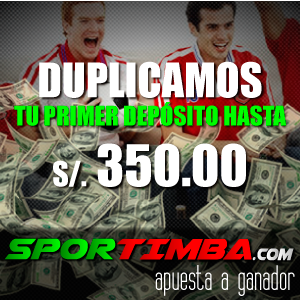 DUPLICAMOS
TU PRIMER DEPÓSITO HASTA
S/. 350.00
SPORTIMBA.COM
apuesta a ganador